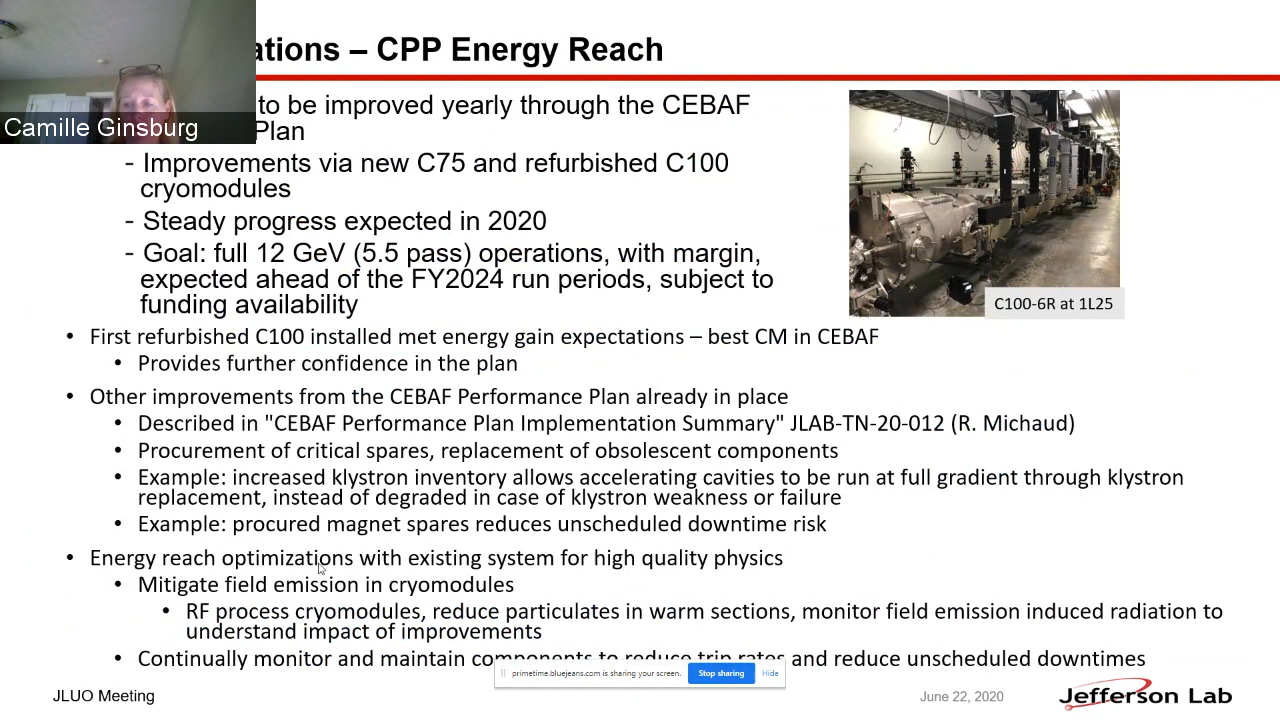 ations – CPP Energy Reach
Camille Ginsburg
to be improved yearly through the CEBAF
Plan
- Improvements via new C75 and refurbished C100
cryomodules
- Steady progress expected in 2020
- Goal: full 12 GeV (5.5 pass) operations, with margin,
expected ahead of the FY2024 run periods, subject to
funding availability
C100-6R at 1L25
• First refurbished C100 installed met energy gain expectations – best CM in CEBAF
• Provides further confidence in the plan
• Other improvements from the CEBAF Performance Plan already in place
• Described in "CEBAF Performance Plan Implementation Summary" JLAB-TN-20-012 (R. Michaud)
• Procurement of critical spares, replacement of obsolescent components
• Example: increased klystron inventory allows accelerating cavities to be run at full gradient through klystron
replacement, instead of degraded in case of klystron weakness or failure
• Example: procured magnet spares reduces unscheduled downtime risk
• Energy reach optimizations with existing system for high quality physics
• Mitigate field emission in cryomodules
• RF process cryomodules, reduce particulates in warm sections, monitor field emission induced radiation to
understand impact of improvements
• Continually monitor and maintain components to reduce trip rates and reduce unscheduled downtimes
primetime.bluejeans.com is sharing your screen.
Stop sharing
Hide
JLUO Meeting
June 22, 2020
Jefferson Lab